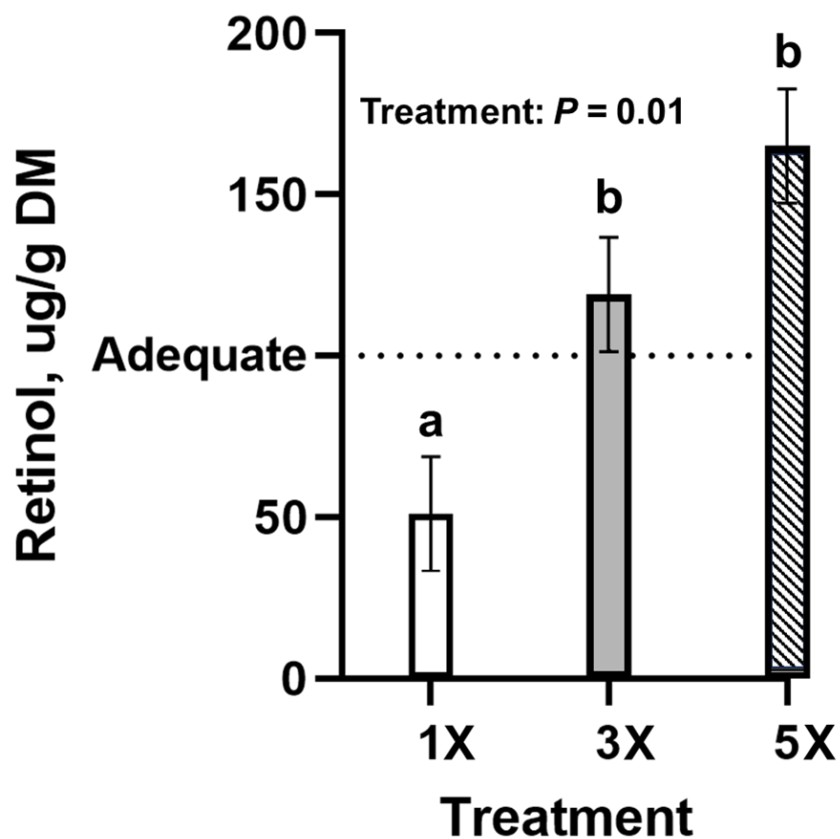 200
b
Treatment: P = 0.01
b
150
Retinol, ug/g DM
Adequate
a
50
0
1X
3X
5X
Treatment